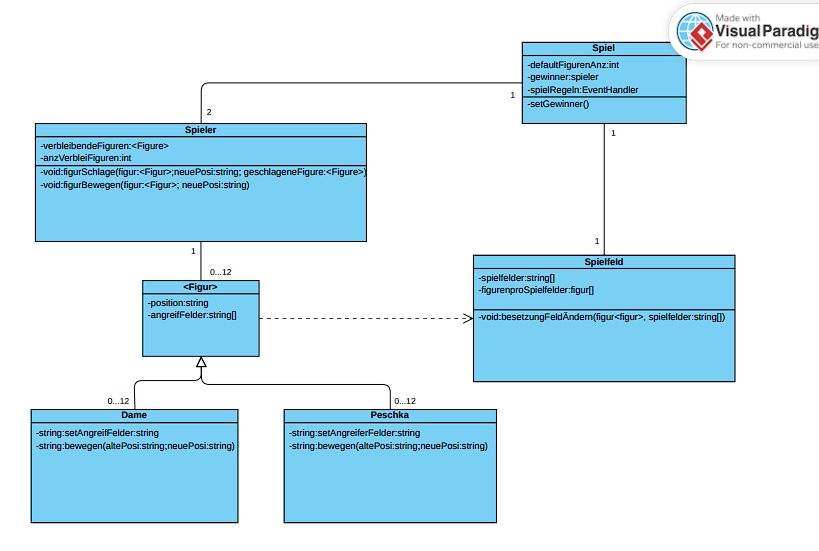 Made with
Visual Paradig
For non-commercial use
Spiel
-defaultFigurenAnz:int
-gewinner:spieler
-spielRegeln:EventHandler
-setGewinner()
1
2
1
Spieler
-verbleibendeFiguren:<Figure>
-anzVerbleiFiguren:int
-void:figurSchlage(figur:<Figur>;neuePosi:string; geschlageneFigure:<Figure>)
-void:figurBewegen(figur:<Figur>; neuePosi:string)
1
0...12
1
Spielfeld
-spielfelder:string[]
-figurenproSpielfelder:figur[]
-void:besetzungFeldÄndern(figur<figur>, spielfelder:string[])
<Figur>
-position:string
-angreifFelder:string[]
0...12
0...12
Dame
-string:setAngreifFelder:string
-string:bewegen(altePosi:string;neuePosi:string)
Peschka
-string:setAngreiferFelder:string
-string:bewegen(altePosi:string;neuePosi:string)